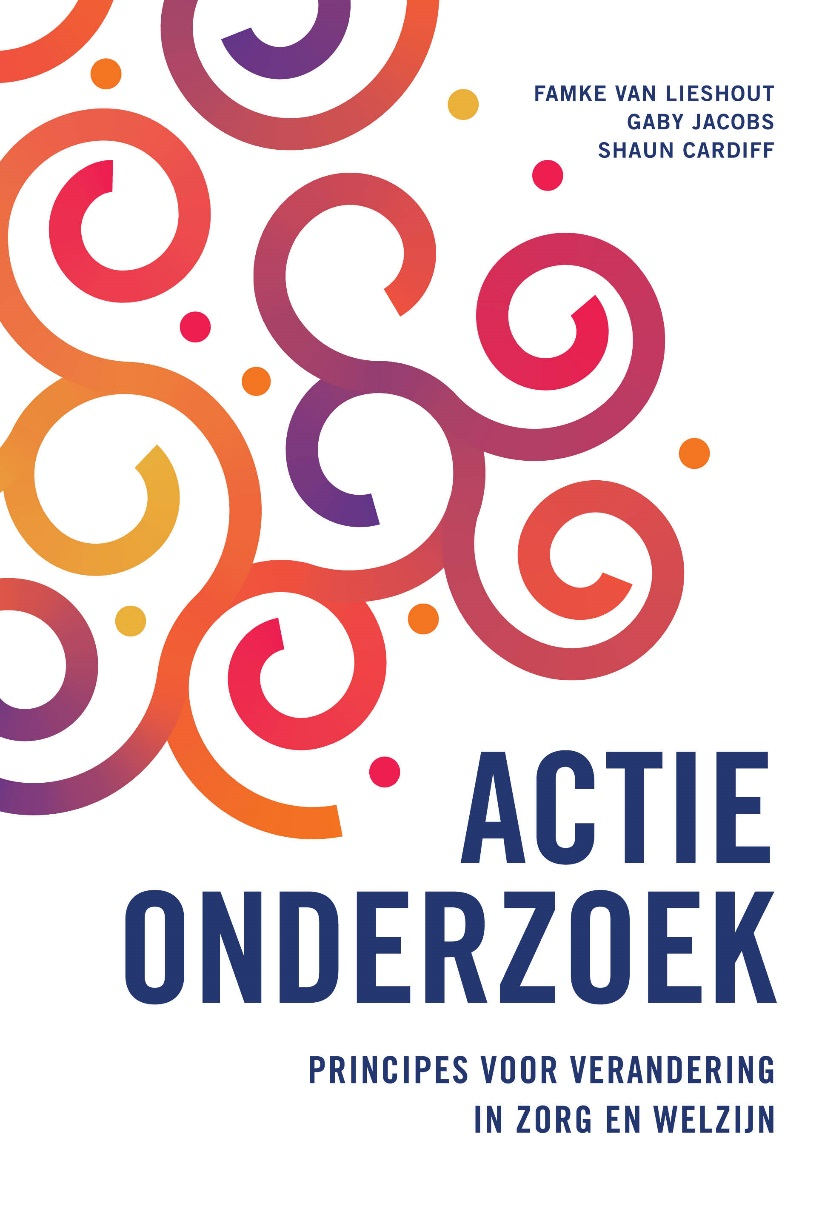 FAMKE VAN LIESHOUT
GABY JACOBS
SHAUN CARDIFF
ACTIE
ONDERZOEK
PRINCIPES VOOR VERANDERING
IN ZORG EN WELZIJN